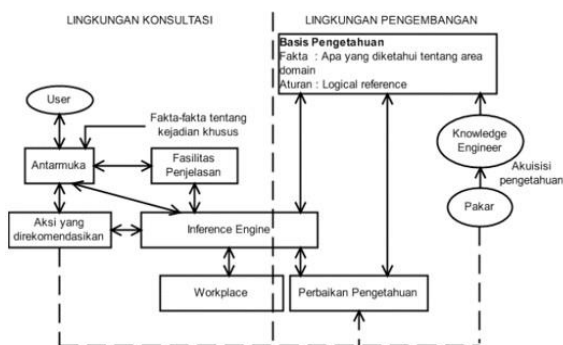 LINGKUNGAN KONSULTASI
LINGKUNGAN PENGEMBANGAN
Basis Pengetahuan
Fakta : Apa yang diketahui tentang area
domain
Aturan : Logical reference
User
Fakta-fakta tentang
kejadian khusus
Knowledge
Engineer
Antarmuka
Fasilitas
Penjelasan
Akuisisi
pengetahuan
Pakar
Aksi yang
direkomendasikan
Inference Engine
Workplace
Perbaikan Pengetahuan